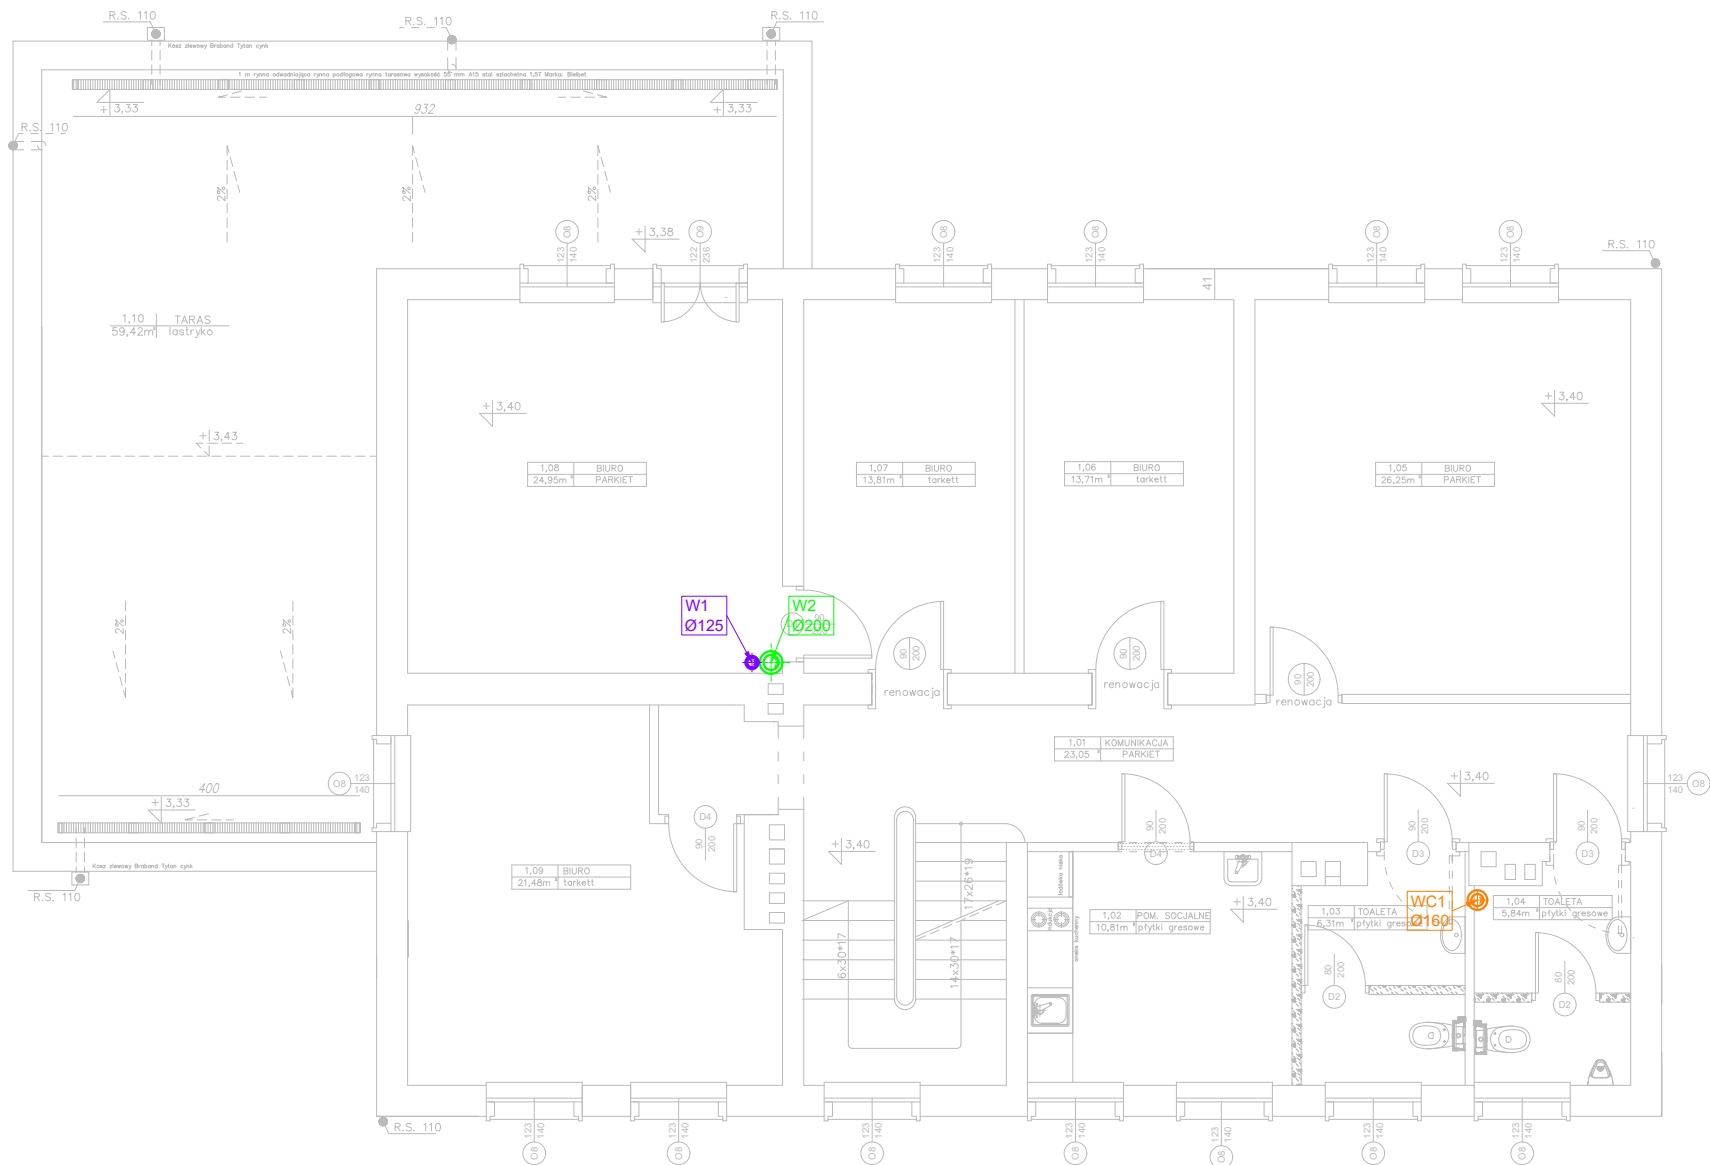 R.S. 110
R.S. 110
R.S. 110
Kosz zlewowy Braband Tytan cynk
1 m rynna odwadniająca rynna podłogowa rynna tarasowa wysokość 55 mm A15 stal szlachetna 1,5T Marka: Bielbet
+ 3,33
932
+ 3,33
R.S. 110
2%
2%
2%
O8
123
140
+ 3,38
O9
122
236
O8
123
140
O8
123
140
O8
123
140
O8
123
140
R.S. 110
41
1,10 TARAS
59,42m² lastryko
+ 3,40
+ 3,40
+ 3,43
1,08 BIURO
24,95m² PARKIET
1,07 BIURO
13,81m² tarkett
1,06 BIURO
13,71m² tarkett
1,05 BIURO
26,25m² PARKIET
W1
Ø125
W2
Ø200
90
2%
2%
90
200
renowacja
90
200
renowacja
90
200
renowacja
1,01 KOMUNIKACJA
23,05 PARKIET
O8
123
140
400
+ 3,33
+ 3,40
123
140
O8
D4
90
200
+ 3,40
90
200
D4
90
200
D3
90
200
D3
Kosz zlewowy Braband Tytan cynk
R.S. 110
1,09 BIURO
21,48m² tarkett
17x26*19
6x30*17
14x30*17
lodówka niska
aneks kuchenny
1,02 POM. SOCJALNE
10,81m² płytki gresowe
+ 3,40
1,03 TOALETA
6,31m² płytki gresowe
WC1
Ø160
1,04 TOALETA
5,84m² płytki gresowe
80
200
D2
80
200
D2
D
D
R.S. 110
123
140
O8
123
140
O8
123
140
O8
123
140
O8
123
140
O8
123
140
O8
123
140
O8